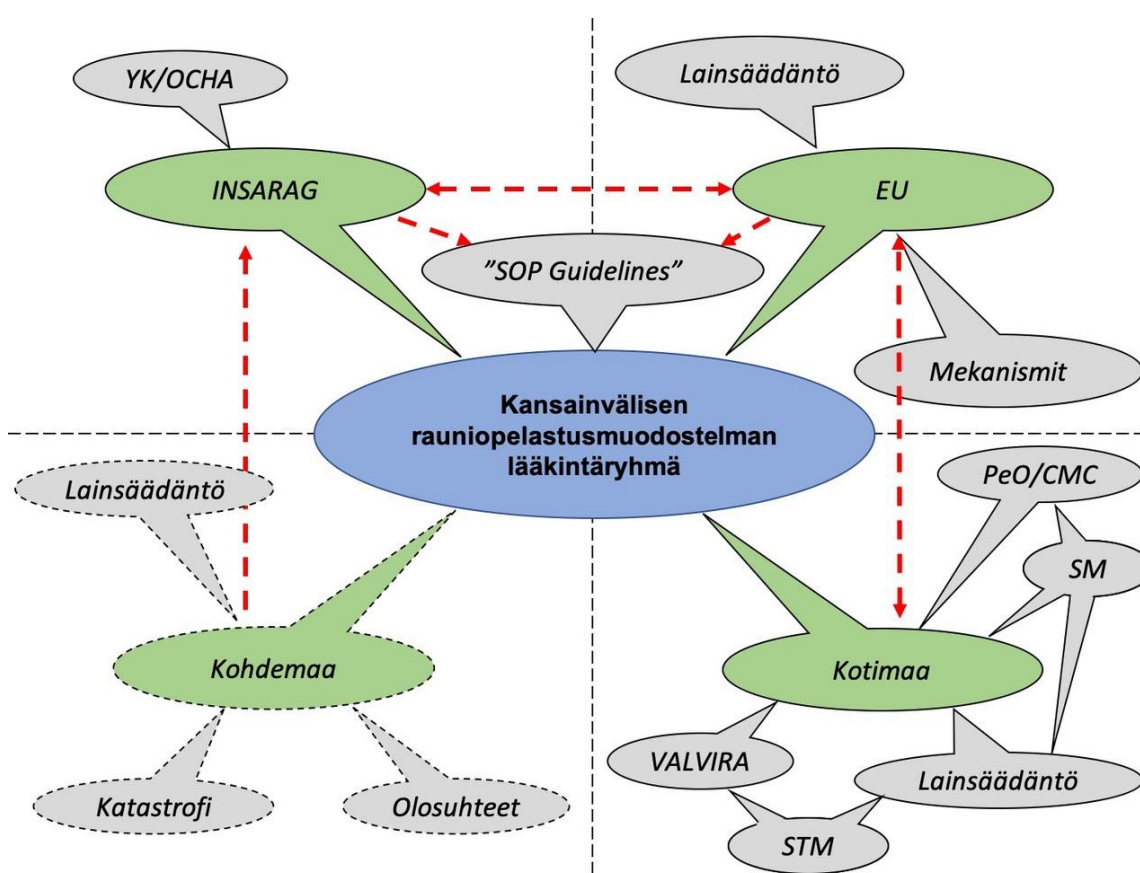 YK/OCHA
Lainsäädäntö
INSARAG
EU
”SOP Guidelines”
Mekanismit
Kansainvälisen
rauniopelastusmuodostelman
lääkintäryhmä
Lainsäädäntö
PeO/CMC
SM
Kohdemaa
Kotimaa
VALVIRA
Lainsäädäntö
Katastrofi
Olosuhteet
STM